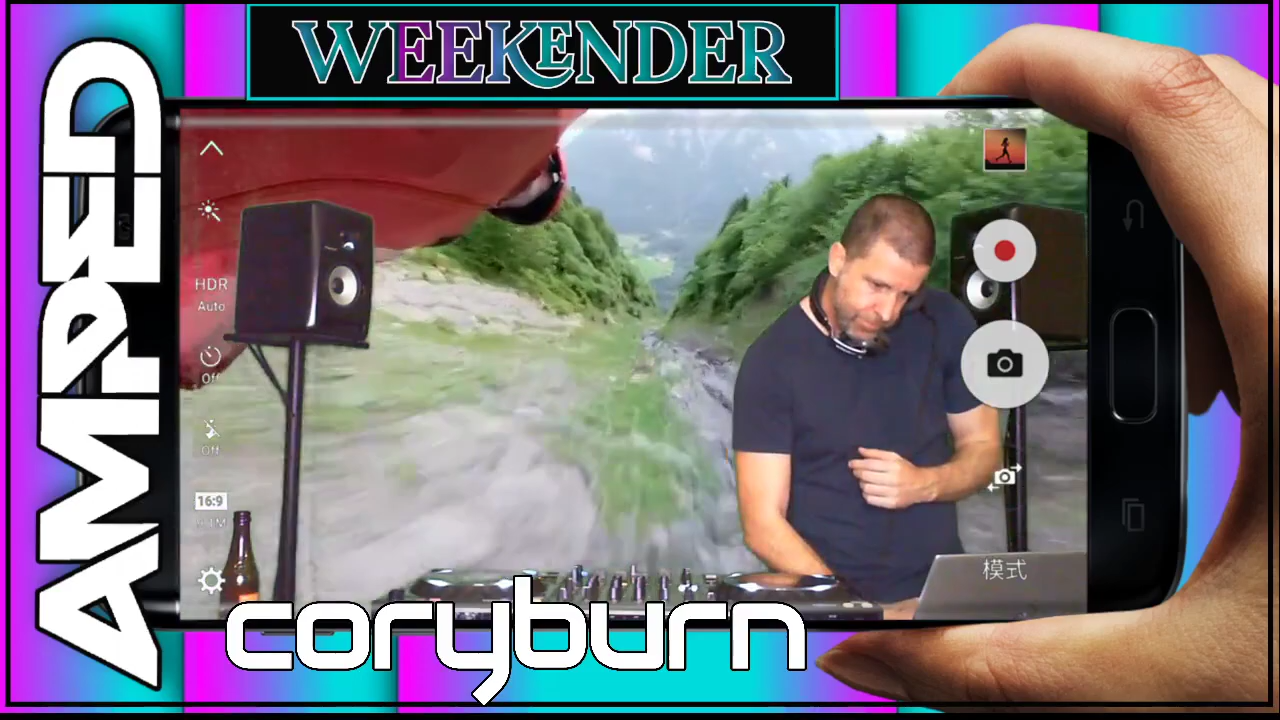 WEEKENDER
AMPED
HDR
Auto
Off
Off
16:9
模式
coryburn